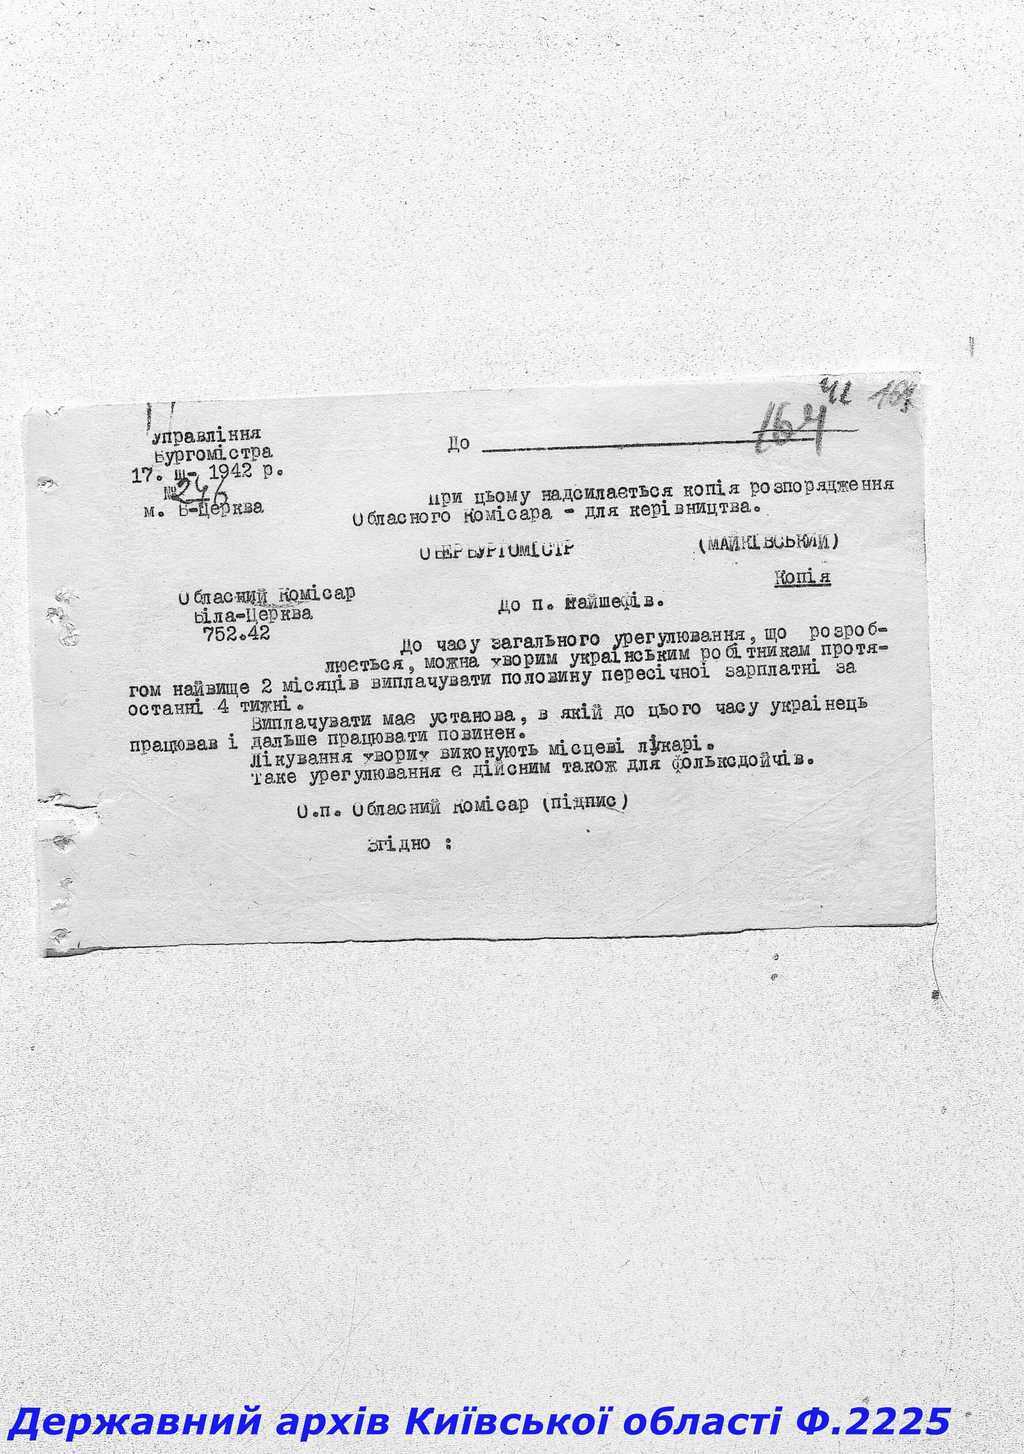 41 164
164
Управління
Бургомістра
17. Ш- 1942 р.
№ 246
м. Б-Церква
До
При цьому надсилається копія розпорядження
Обласного Комісара - для керівництва.
ОБЕРБУРГОМІСТР (МАЙКІВСЬКИЙ)
Копія
Обласний Комісар
Біла-Церква
752.42
До п. Майшефів.
До часу загального урегулювання, що розроб-
люється, можна хворим українським робітникам протя-
гом найвище 2 місяців виплачувати половину пересічної зарплатні за
останні 4 тижні.
Виплачувати має установа, в якій до цього часу українець
працював і дальше працювати повинен.
Лікування хворих виконують місцеві лікарі.
Таке урегулювання є дійсним також для фольксдойчів.
О.п. Обласний Комісар (підпис)
Згідно :
Державний архів Київської області Ф.2225